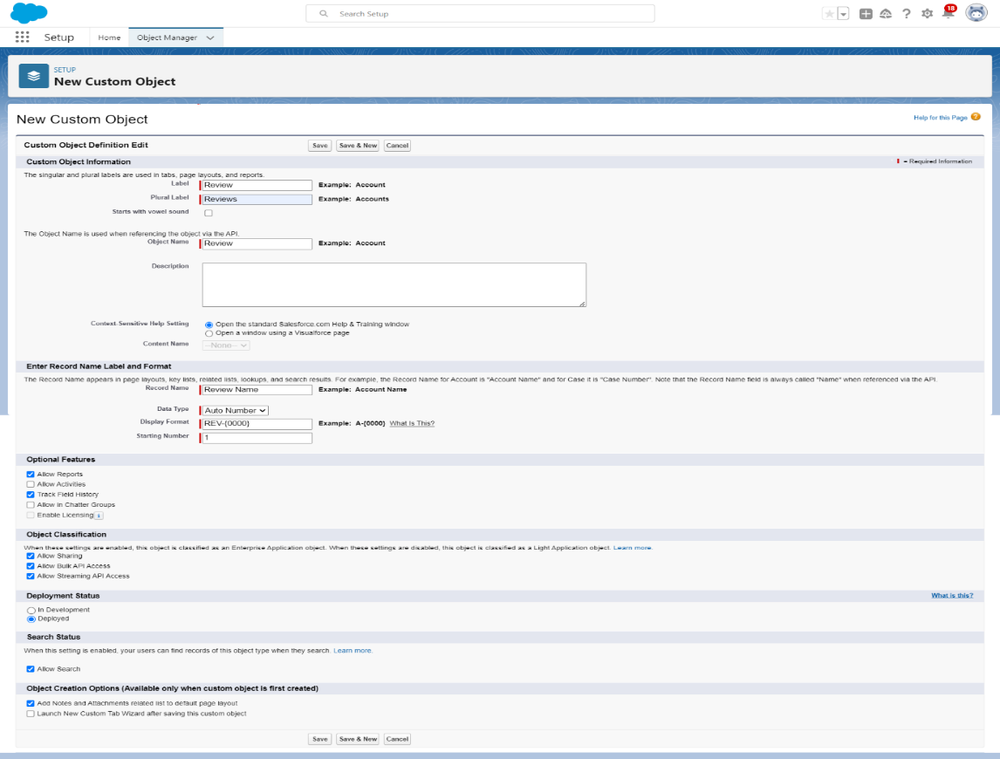 Search Setup
18
Setup Home Object Manager
SETUP
New Custom Object
New Custom Object
Help for this Page
Custom Object Definition Edit Save Save & New Cancel
Custom Object Information
= Required Information
The singular and plural labels are used in tabs, page layouts, and reports.
Label Review Example: Account
Plural Label Reviews Example: Accounts
Starts with vowel sound
The Object Name is used when referencing the object via the API.
Object Name Review Example: Account
Description
Context-Sensitive Help Setting Open the standard Salesforce.com Help & Training window
Open a window using a Visualforce page
Content Name --None--
Enter Record Name Label and Format
The Record Name appears in page layouts, key lists, related lists, lookups, and search results. For example, the Record Name for Account is "Account Name" and for Case it is "Case Number". Note that the Record Name field is always called "Name" when referenced via the API.
Record Name Review Name Example: Account Name
Data Type Auto Number
Display Format REV-{0000} Example: A-{0000} What Is This?
Starting Number 1
Optional Features
Allow Reports
Allow Activities
Track Field History
Allow in Chatter Groups
Enable Licensing i
Object Classification
When these settings are enabled, this object is classified as an Enterprise Application object. When these settings are disabled, this object is classified as a Light Application object. Learn more.
Allow Sharing
Allow Bulk API Access
Allow Streaming API Access
Deployment Status
What is this?
In Development
Deployed
Search Status
When this setting is enabled, your users can find records of this object type when they search. Learn more.
Allow Search
Object Creation Options (Available only when custom object is first created)
Add Notes and Attachments related list to default page layout
Launch New Custom Tab Wizard after saving this custom object
Save Save & New Cancel